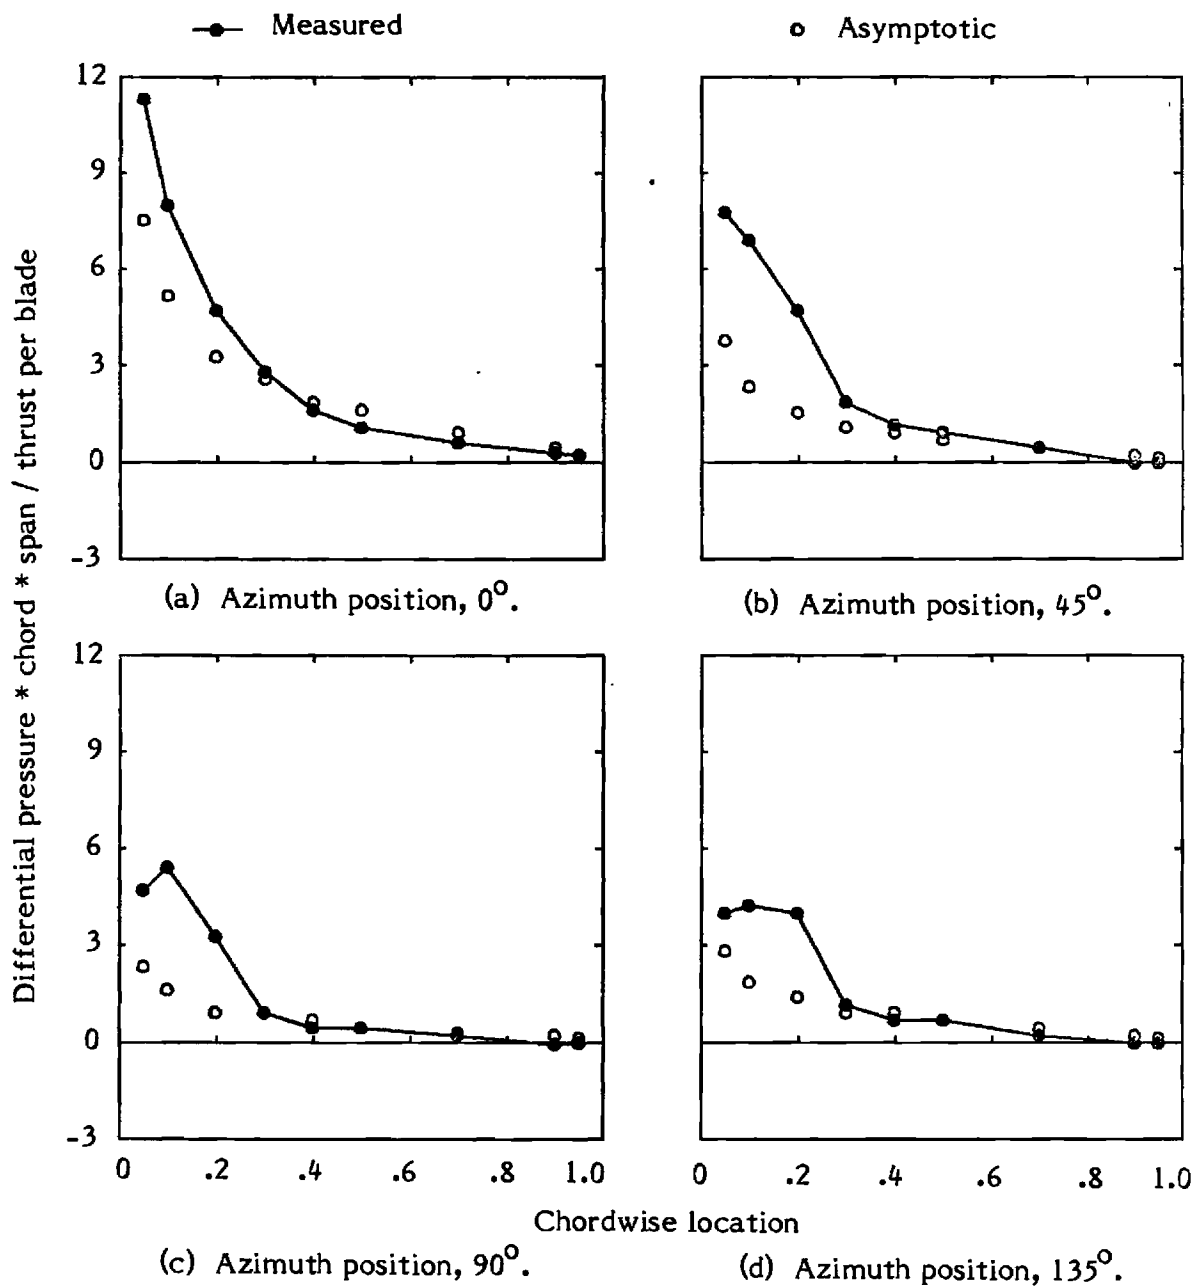 Measured
Asymptotic
Differential pressure * chord * span / thrust per blade
12
9
6
3
0
-3
(a) Azimuth position, 0°.
(b) Azimuth position, 45°.
12
9
6
3
0
-3
0 .2 .4 .6 .8 1.0
0 .2 .4 .6 .8 1.0
Chordwise location
(c) Azimuth position, 90°.
(d) Azimuth position, 135°.